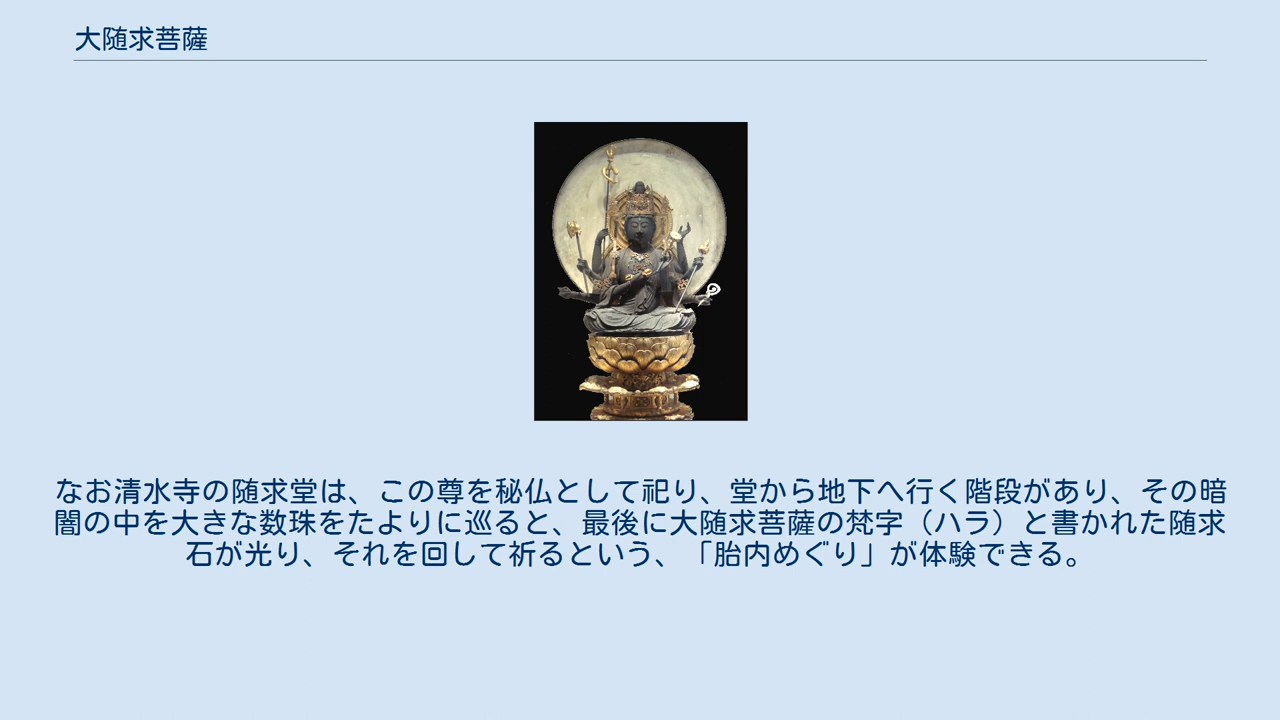 大随求菩薩
なお清水寺の随求堂は、この尊を秘仏として祀り、堂から地下へ行く階段があり、その暗
闇の中を大きな数珠をたよりに巡ると、最後に大随求菩薩の梵字（ハラ）と書かれた随求
石が光り、それを回して祈るという、「胎内めぐり」が体験できる。